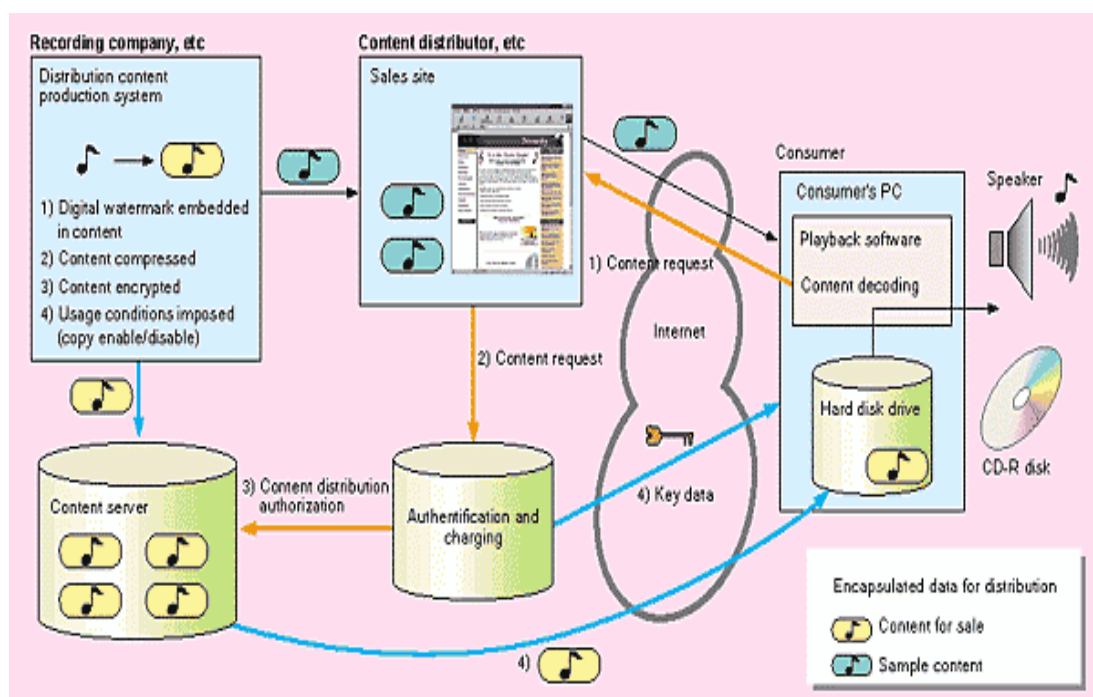 Recording company, etc
Distribution content
production system
1) Digital watermark embedded
in content
2) Content compressed
3) Content encrypted
4) Usage conditions imposed
(copy enable/disable)
Content distributor, etc
Sales site
1) Content request
Internet
2) Content request
Consumer
Consumer's PC
Playback software
Content decoding
Hard disk drive
Speaker
CD-R disk
Content server
3) Content distribution
authorization
Authentification and
charging
4) Key data
4)
Encapsulated data for distribution
Content for sale
Sample content